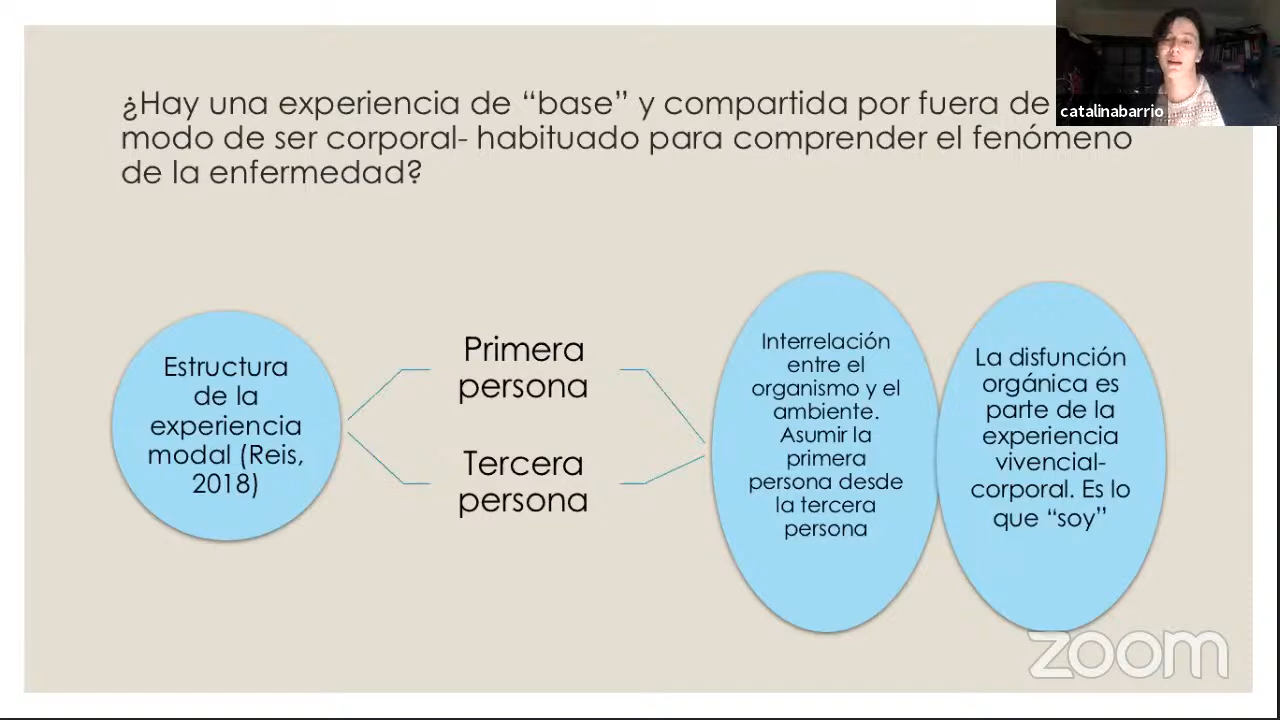 ¿Hay una experiencia de “base” y compartida por fuera de
modo de ser corporal- habituado para comprender el fenómeno
de la enfermedad?
catalinabarrio
Estructura
de la
experiencia
modal (Reis,
2018)
Primera
persona
Tercera
persona
Interrelación
entre el
organismo y el
ambiente.
Asumir la
primera
persona desde
la tercera
persona
La disfunción
orgánica es
parte de la
experiencia
vivencial-
corporal. Es lo
que “soy”
zoom